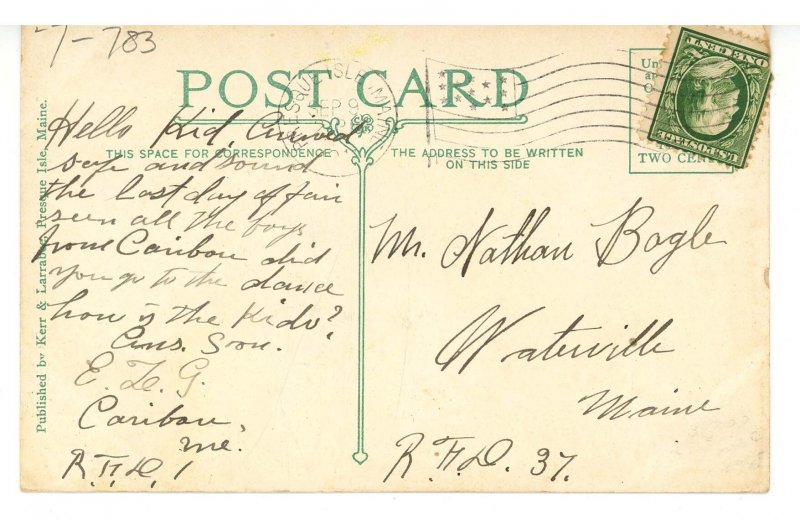 7-783
POST CARD
THIS SPACE FOR CORRESPONDENCE
THE ADDRESS TO BE WRITTEN
ON THIS SIDE
TWO CEN
Published by Kerr & Larrabee, Presque Isle, Maine.
Hello Kid, Arrived
safe and sound
the last day of fair
seen all the boys
from Caribou did
you go to the dance
how is the Kids?
Ans. Soon.
E. L. G.
Caribou,
me.
R.F.D. 1
Mr. Nathan Bogle
Waterville
Maine
R.F.D. 37.